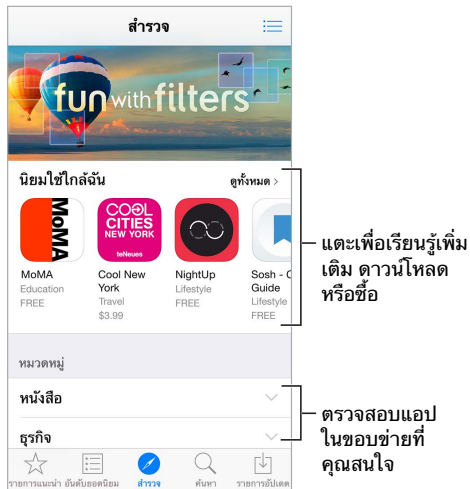 สำรวจ
fun with filters
นิยมใช้ใกล้ฉัน
ดูทั้งหมด >
MoMA
COOL
CITIES
NEW YORK
teNeues
MoMA
Education
FREE
Cool New
York
Travel
$3.99
NightUp
Lifestyle
FREE
Sosh - C
Guide
Lifestyle
FREE
แตะเพื่อเรียนรู้เพิ่ม
เติม ดาวน์โหลด
หรือซื้อ
หมวดหมู่
หนังสือ
ธุรกิจ
ตรวจสอบแอป
ในขอบข่ายที่
คุณสนใจ
รายการแนะนำ
อันดับยอดนิยม
สำรวจ
ค้นหา
รายการอัปเดต